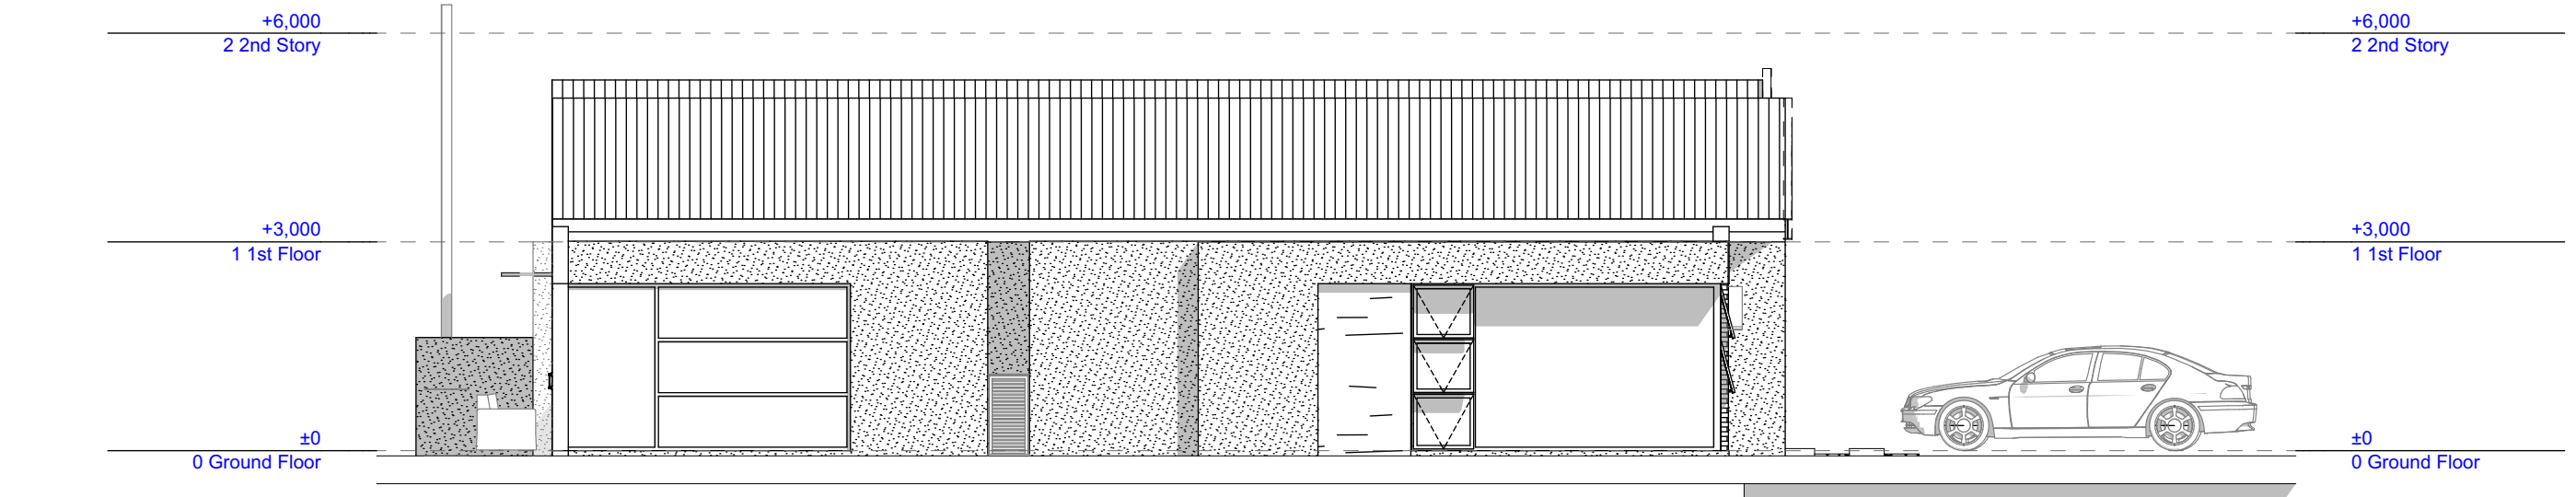 +6,000
2 2nd Story
+6,000
2 2nd Story
+3,000
1 1st Floor
+3,000
1 1st Floor
±0
0 Ground Floor
±0
0 Ground Floor